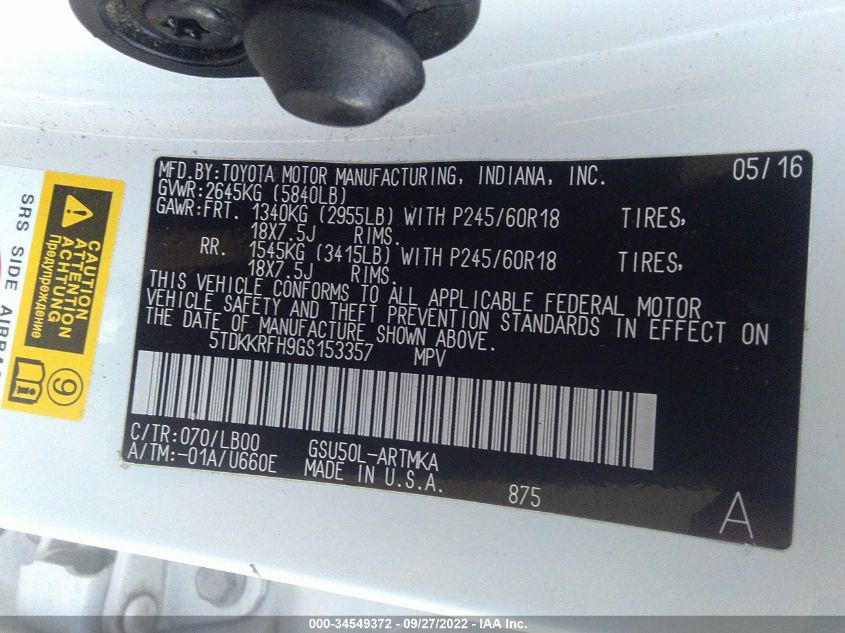 MFD.BY:TOYOTA MOTOR MANUFACTURING, INDIANA, INC. 05/16
GVWR:2645KG (5840LB)
GAWR:FRT. 1340KG (2955LB) WITH P245/60R18 TIRES,
18X7.5J RIMS.
RR. 1545KG (3415LB) WITH P245/60R18 TIRES,
18X7.5J RIMS.
THIS VEHICLE CONFORMS TO ALL APPLICABLE FEDERAL MOTOR
VEHICLE SAFETY AND THEFT PREVENTION STANDARDS IN EFFECT ON
THE DATE OF MANUFACTURE SHOWN ABOVE.
5TDKKRFH9GS153357 MPV
C/TR:070/LB00 GSU50L-ARTMKA
A/TM:-01A/U660E MADE IN U.S.A.
875
A
SRS SIDE AIRBAG
CAUTION
ATTENTION
ACHTUNG
Предупреждение
9
000-34549372 — 09/27/2022 — IAA Inc.